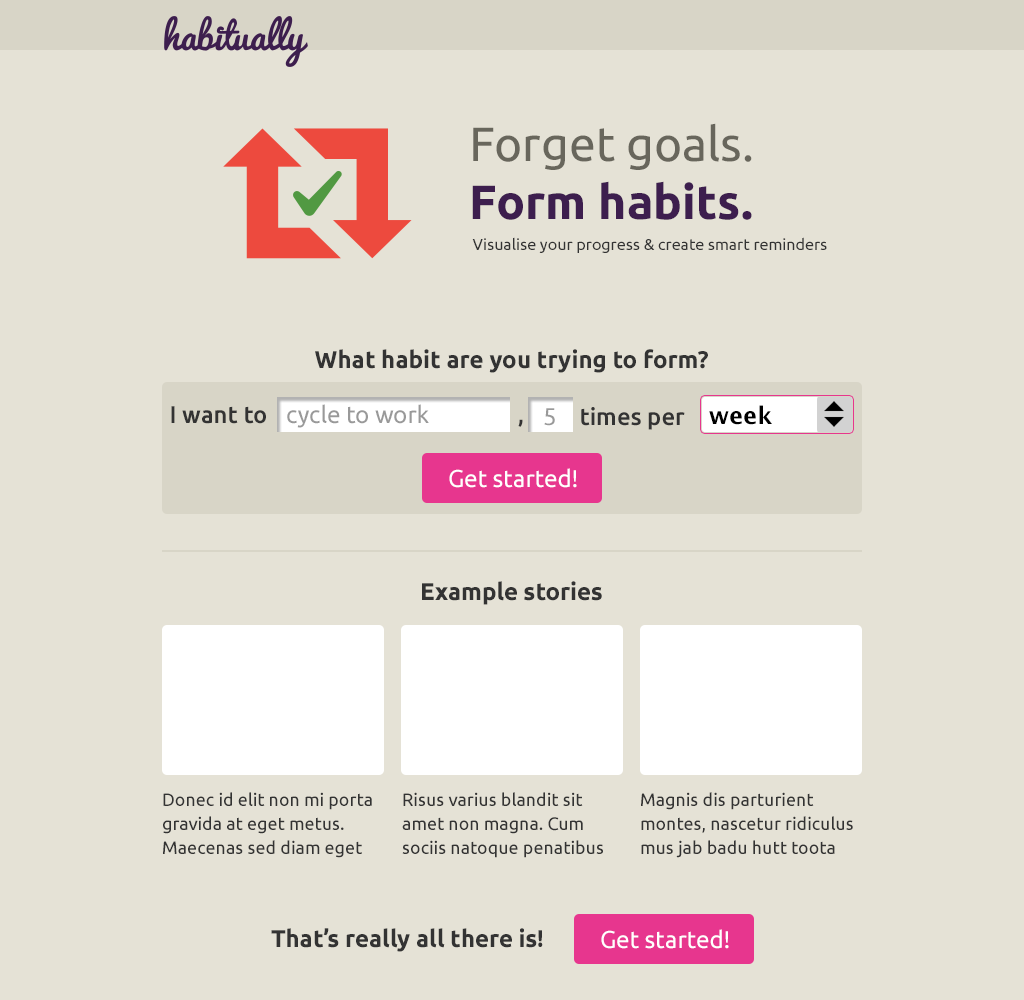 habitually
Forget goals.
Form habits.
Visualise your progress & create smart reminders
What habit are you trying to form?
I want to cycle to work , 5 times per week
Get started!
Example stories
Donec id elit non mi porta
gravida at eget metus.
Maecenas sed diam eget
Risus varius blandit sit
amet non magna. Cum
sociis natoque penatibus
Magnis dis parturient
montes, nascetur ridiculus
mus jab badu hutt toota
That’s really all there is! Get started!